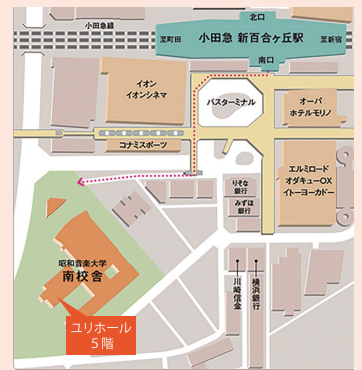 北口
小田急線
至町田
小田急 新百合ヶ丘駅
至新宿
南口
イオン
イオンシネマ
バスターミナル
オーパ
ホテルモリノ
コナミスポーツ
エルミロード
オダキューOX
イトーヨーカドー
りそな
銀行
みずほ
銀行
昭和音楽大学
南校舎
川崎信金
横浜銀行
ユリホール
5階